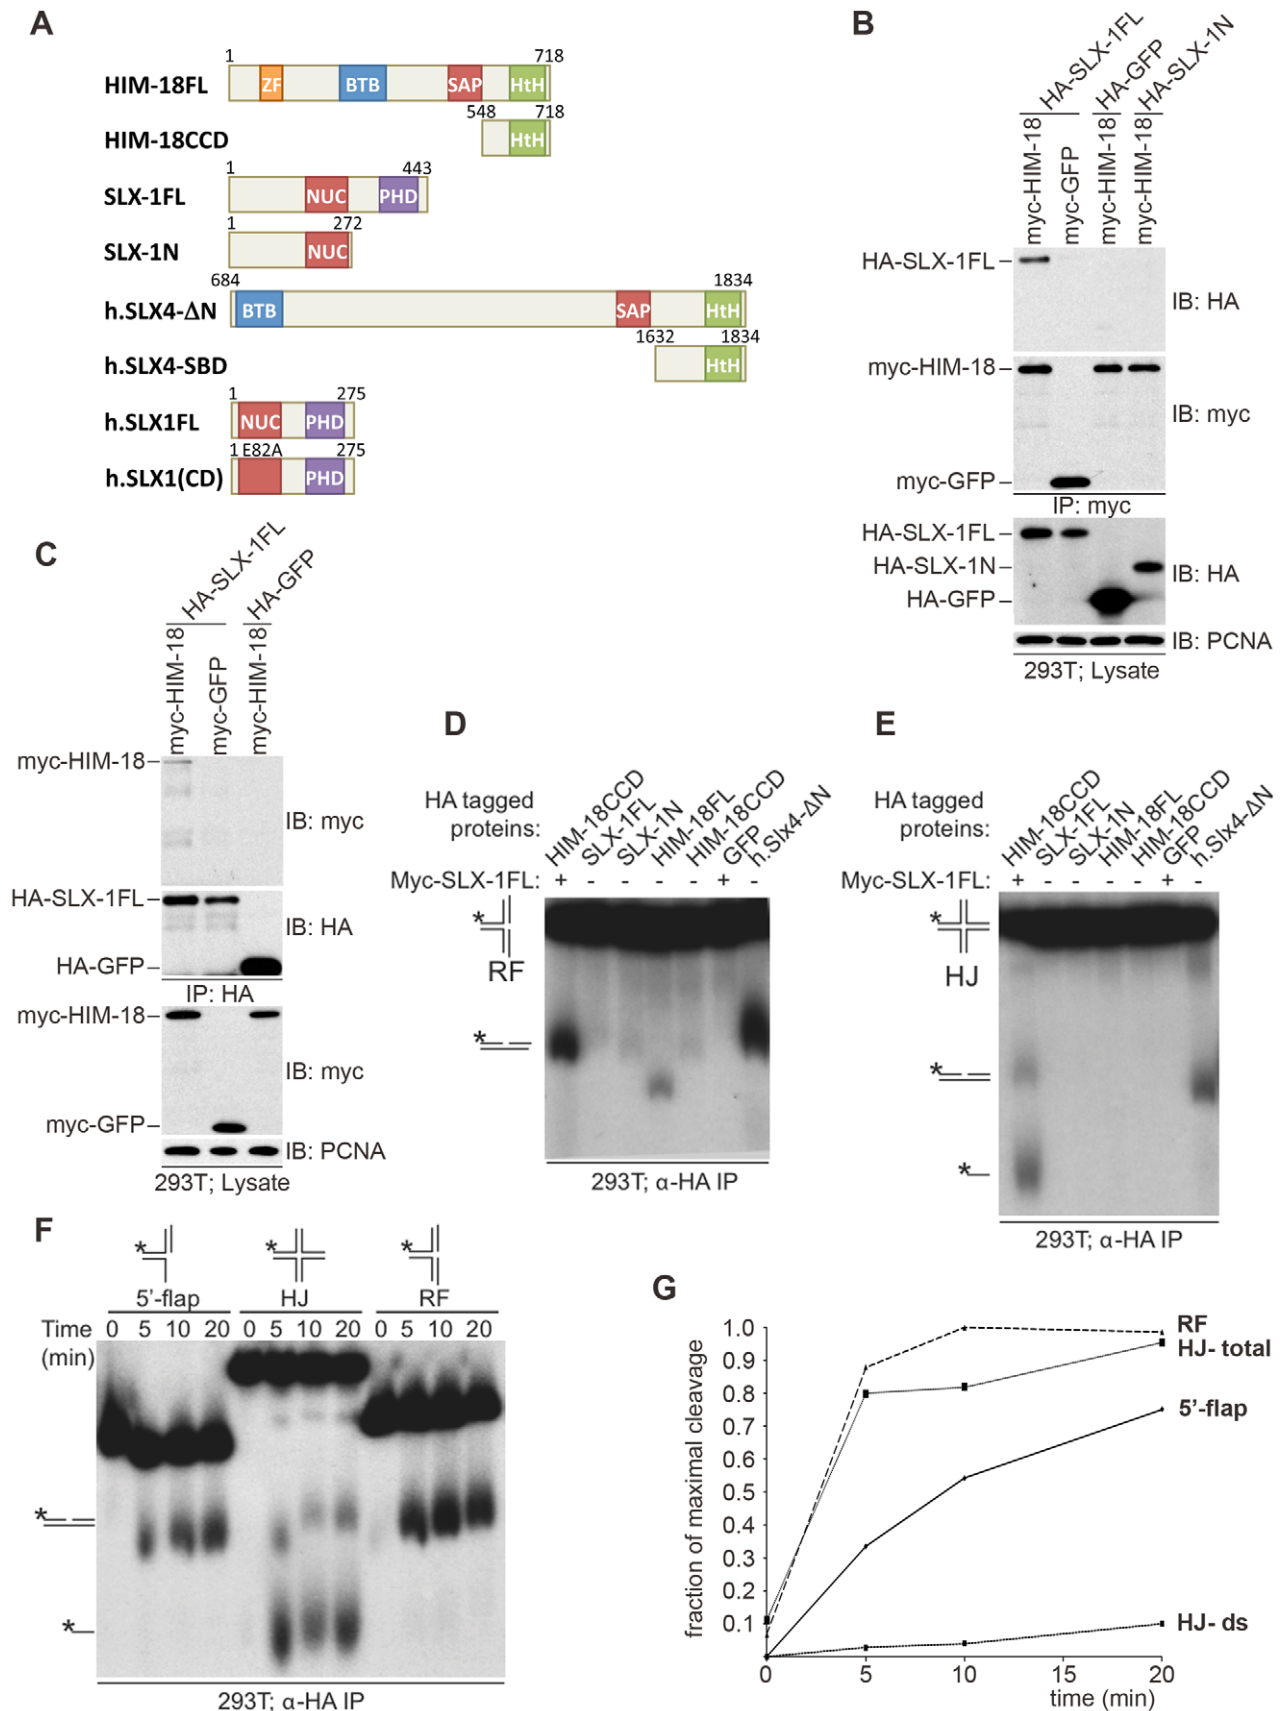 A
1 718
HIM-18FL ZF BTB SAP HtH
548 718
HIM-18CCD HtH
1 443
SLX-1FL NUC PHD
1 272
SLX-1N NUC
684 1834
h.SLX4-ΔN BTB SAP HtH
1632 1834
h.SLX4-SBD HtH
1 275
h.SLX1FL NUC PHD
1 E82A 275
h.SLX1(CD) PHD
B
HA-SLX-1FL
HA-GFP
HA-SLX-1N
myc-HIM-18
myc-GFP
myc-HIM-18
myc-HIM-18
HA-SLX-1FL
IB: HA
myc-HIM-18
IB: myc
myc-GFP
IP: myc
HA-SLX-1FL
HA-SLX-1N
IB: HA
HA-GFP
IB: PCNA
293T; Lysate
C
HA-SLX-1FL
HA-GFP
myc-HIM-18
myc-GFP
myc-HIM-18
myc-HIM-18
IB: myc
HA-SLX-1FL
IB: HA
HA-GFP
IP: HA
myc-HIM-18
IB: myc
myc-GFP
IB: PCNA
293T; Lysate
D
HA tagged
proteins:
HIM-18CCD
SLX-1FL
SLX-1N
HIM-18FL
HIM-18CCD
GFP
h.Slx4-ΔN
Myc-SLX-1FL: + - - - - + -
*
RF
*
293T; α-HA IP
E
HA tagged
proteins:
HIM-18CCD
SLX-1FL
SLX-1N
HIM-18FL
HIM-18CCD
GFP
h.Slx4-ΔN
Myc-SLX-1FL: + - - - - + -
*
HJ
*
*
293T; α-HA IP
F
* * *
5'-flap HJ RF
Time 0 5 10 20 0 5 10 20 0 5 10 20
(min)
*
*
293T; α-HA IP
G
fraction of maximal cleavage
1.0
0.9
0.8
0.7
0.6
0.5
0.4
0.3
0.2
0.1
RF
HJ- total
5'-flap
HJ- ds
0 5 10 15 20
time (min)